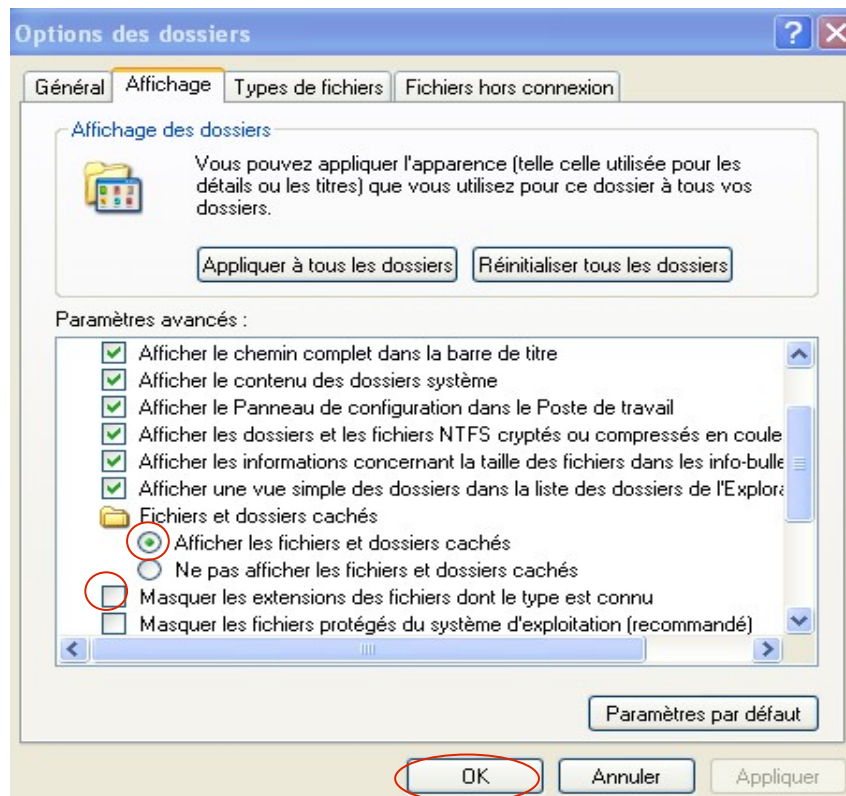 Options des dossiers
Général Affichage Types de fichiers Fichiers hors connexion
Affichage des dossiers
Vous pouvez appliquer l'apparence (telle celle utilisée pour les
détails ou les titres) que vous utilisez pour ce dossier à tous vos
dossiers.
Appliquer à tous les dossiers Réinitialiser tous les dossiers
Paramètres avancés :
Afficher le chemin complet dans la barre de titre
Afficher le contenu des dossiers système
Afficher le Panneau de configuration dans le Poste de travail
Afficher les dossiers et les fichiers NTFS cryptés ou compressés en coule
Afficher les informations concernant la taille des fichiers dans les info-bulle
Afficher une vue simple des dossiers dans la liste des dossiers de l'Explora
Fichiers et dossiers cachés
Afficher les fichiers et dossiers cachés
Ne pas afficher les fichiers et dossiers cachés
Masquer les extensions des fichiers dont le type est connu
Masquer les fichiers protégés du système d'exploitation (recommandé)
Paramètres par défaut
OK Annuler Appliquer